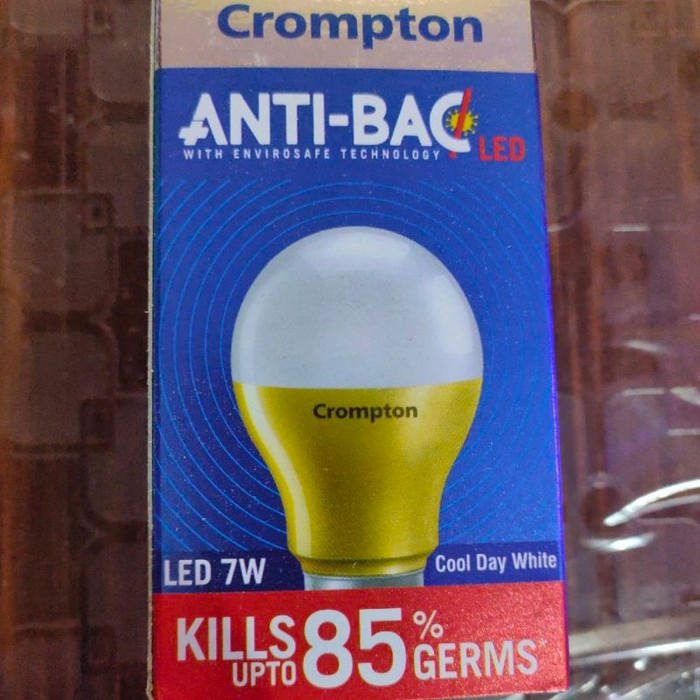 Crompton
ANTI-BAC LED
WITH ENVIROSAFE TECHNOLOGY
Crompton
LED 7W
Cool Day White
KILLS UPTO 85% GERMS*